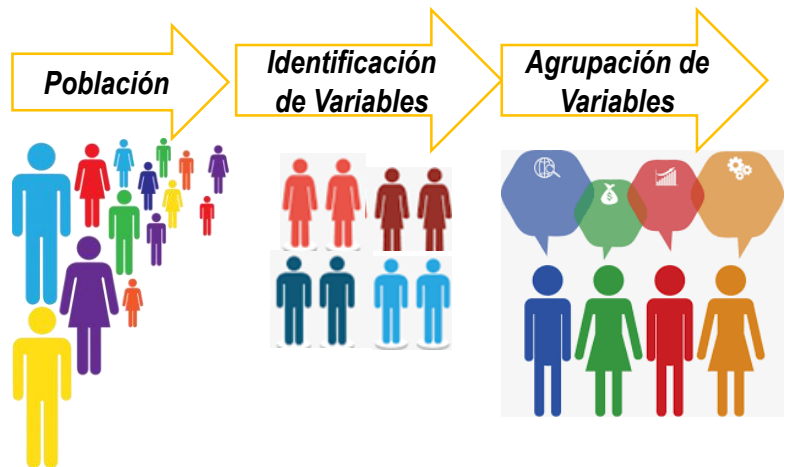 Población
Identificación
de Variables
Agrupación de
Variables
$